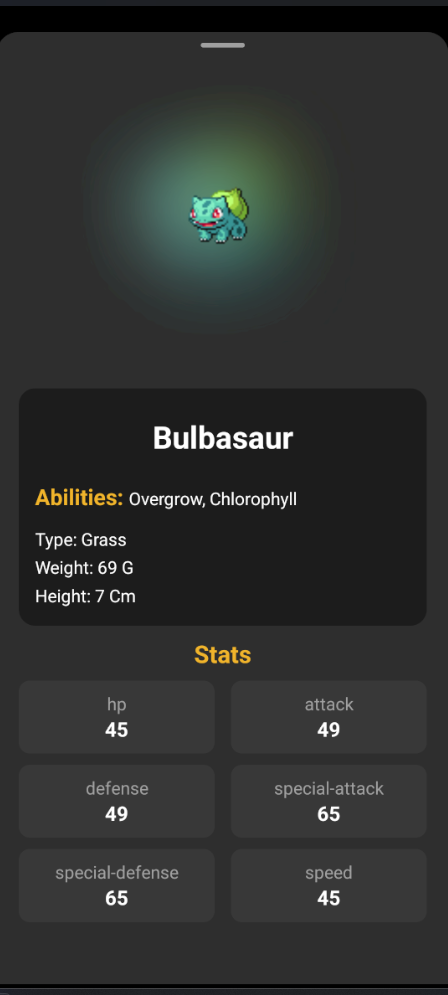 Bulbasaur
Abilities: Overgrow, Chlorophyll
Type: Grass
Weight: 69 G
Height: 7 Cm
Stats
hp
45
attack
49
defense
49
special-attack
65
special-defense
65
speed
45